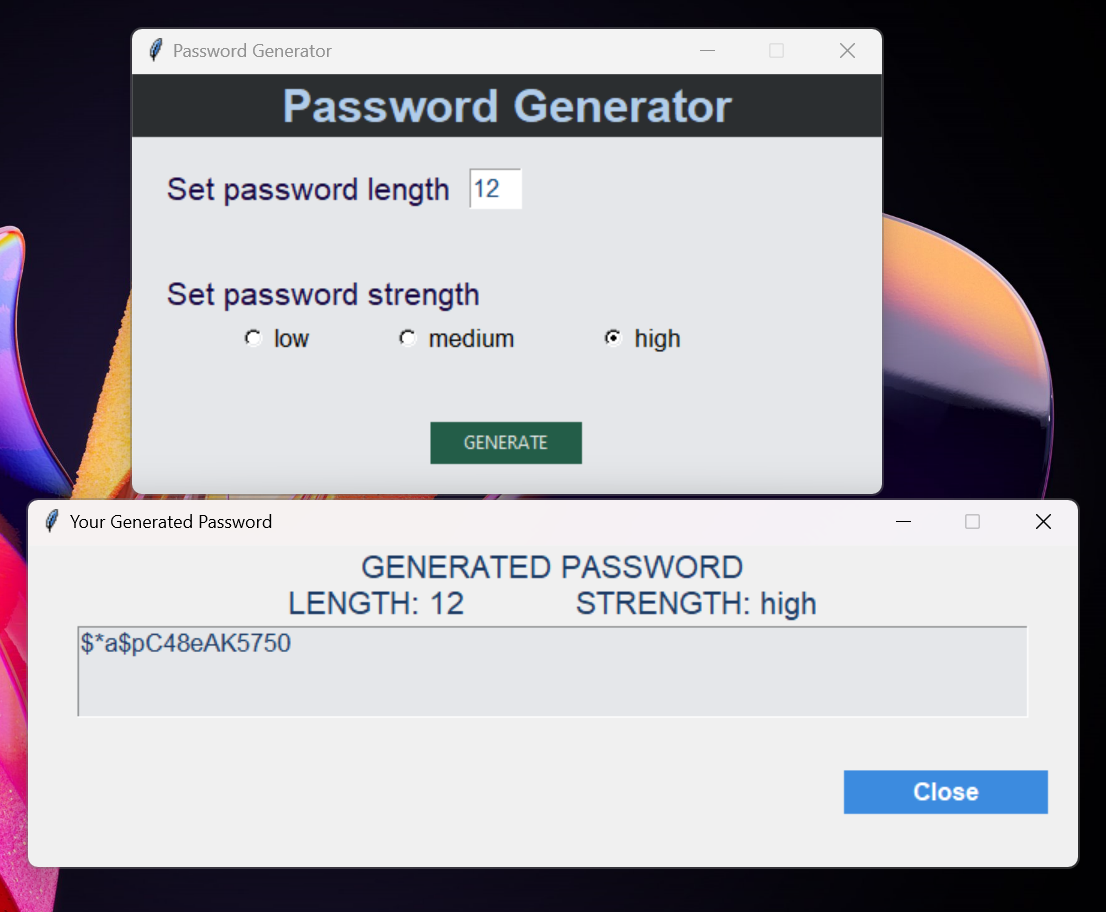 Password Generator
Password Generator
Set password length 12
Set password strength
low medium high
GENERATE
Your Generated Password
GENERATED PASSWORD
LENGTH: 12 STRENGTH: high
$*a$pC48eAK5750
Close